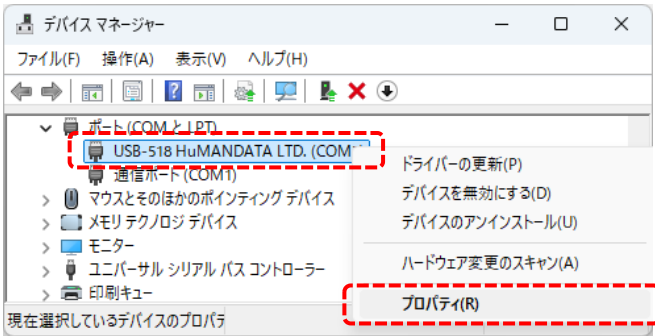 デバイス マネージャー
ファイル(F) 操作(A) 表示(V) ヘルプ(H)
ポート (COM と LPT)
USB-518 HuMANDATA LTD. (COM
通信ポート (COM1)
マウスとそのほかのポインティング デバイス
メモリ テクノロジ デバイス
モニター
ユニバーサル シリアル バス コントローラー
印刷キュー
現在選択しているデバイスのプロパテ
ドライバーの更新(P)
デバイスを無効にする(D)
デバイスのアンインストール(U)
ハードウェア変更のスキャン(A)
プロパティ(R)